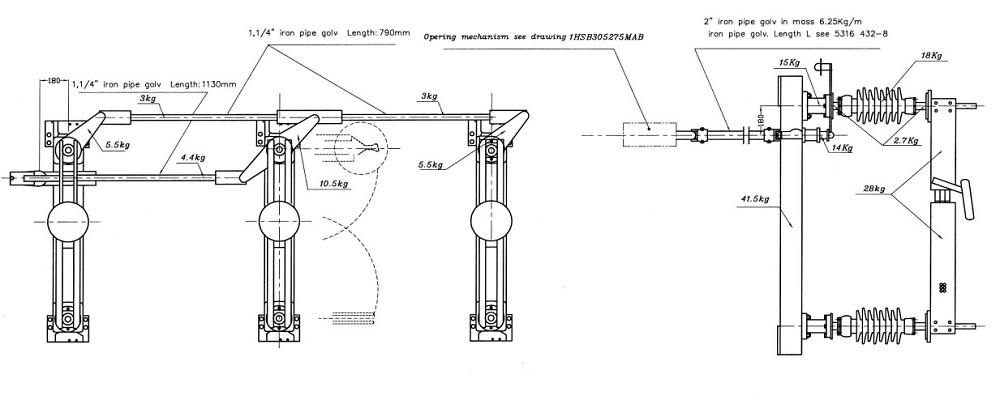 1,1/4" iron pipe golv Length:790mm
Opering mechanism see drawing 1HSB305275MAB
2" iron pipe golv in mass 6.25Kg/m
iron pipe golv. Length L see 5316 432-8
180
1,1/4" iron pipe golv Length:1130mm
3kg
3kg
15Kg
18Kg
180
5.5kg
4.4kg
10.5kg
5.5kg
14Kg
2.7Kg
28kg
41.5kg